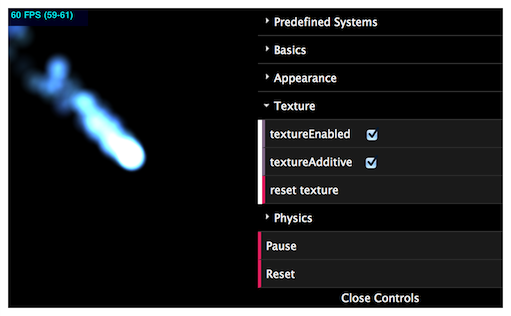 60 FPS (59-61)
Predefined Systems
Basics
Appearance
Texture
textureEnabled
textureAdditive
reset texture
Physics
Pause
Reset
Close Controls